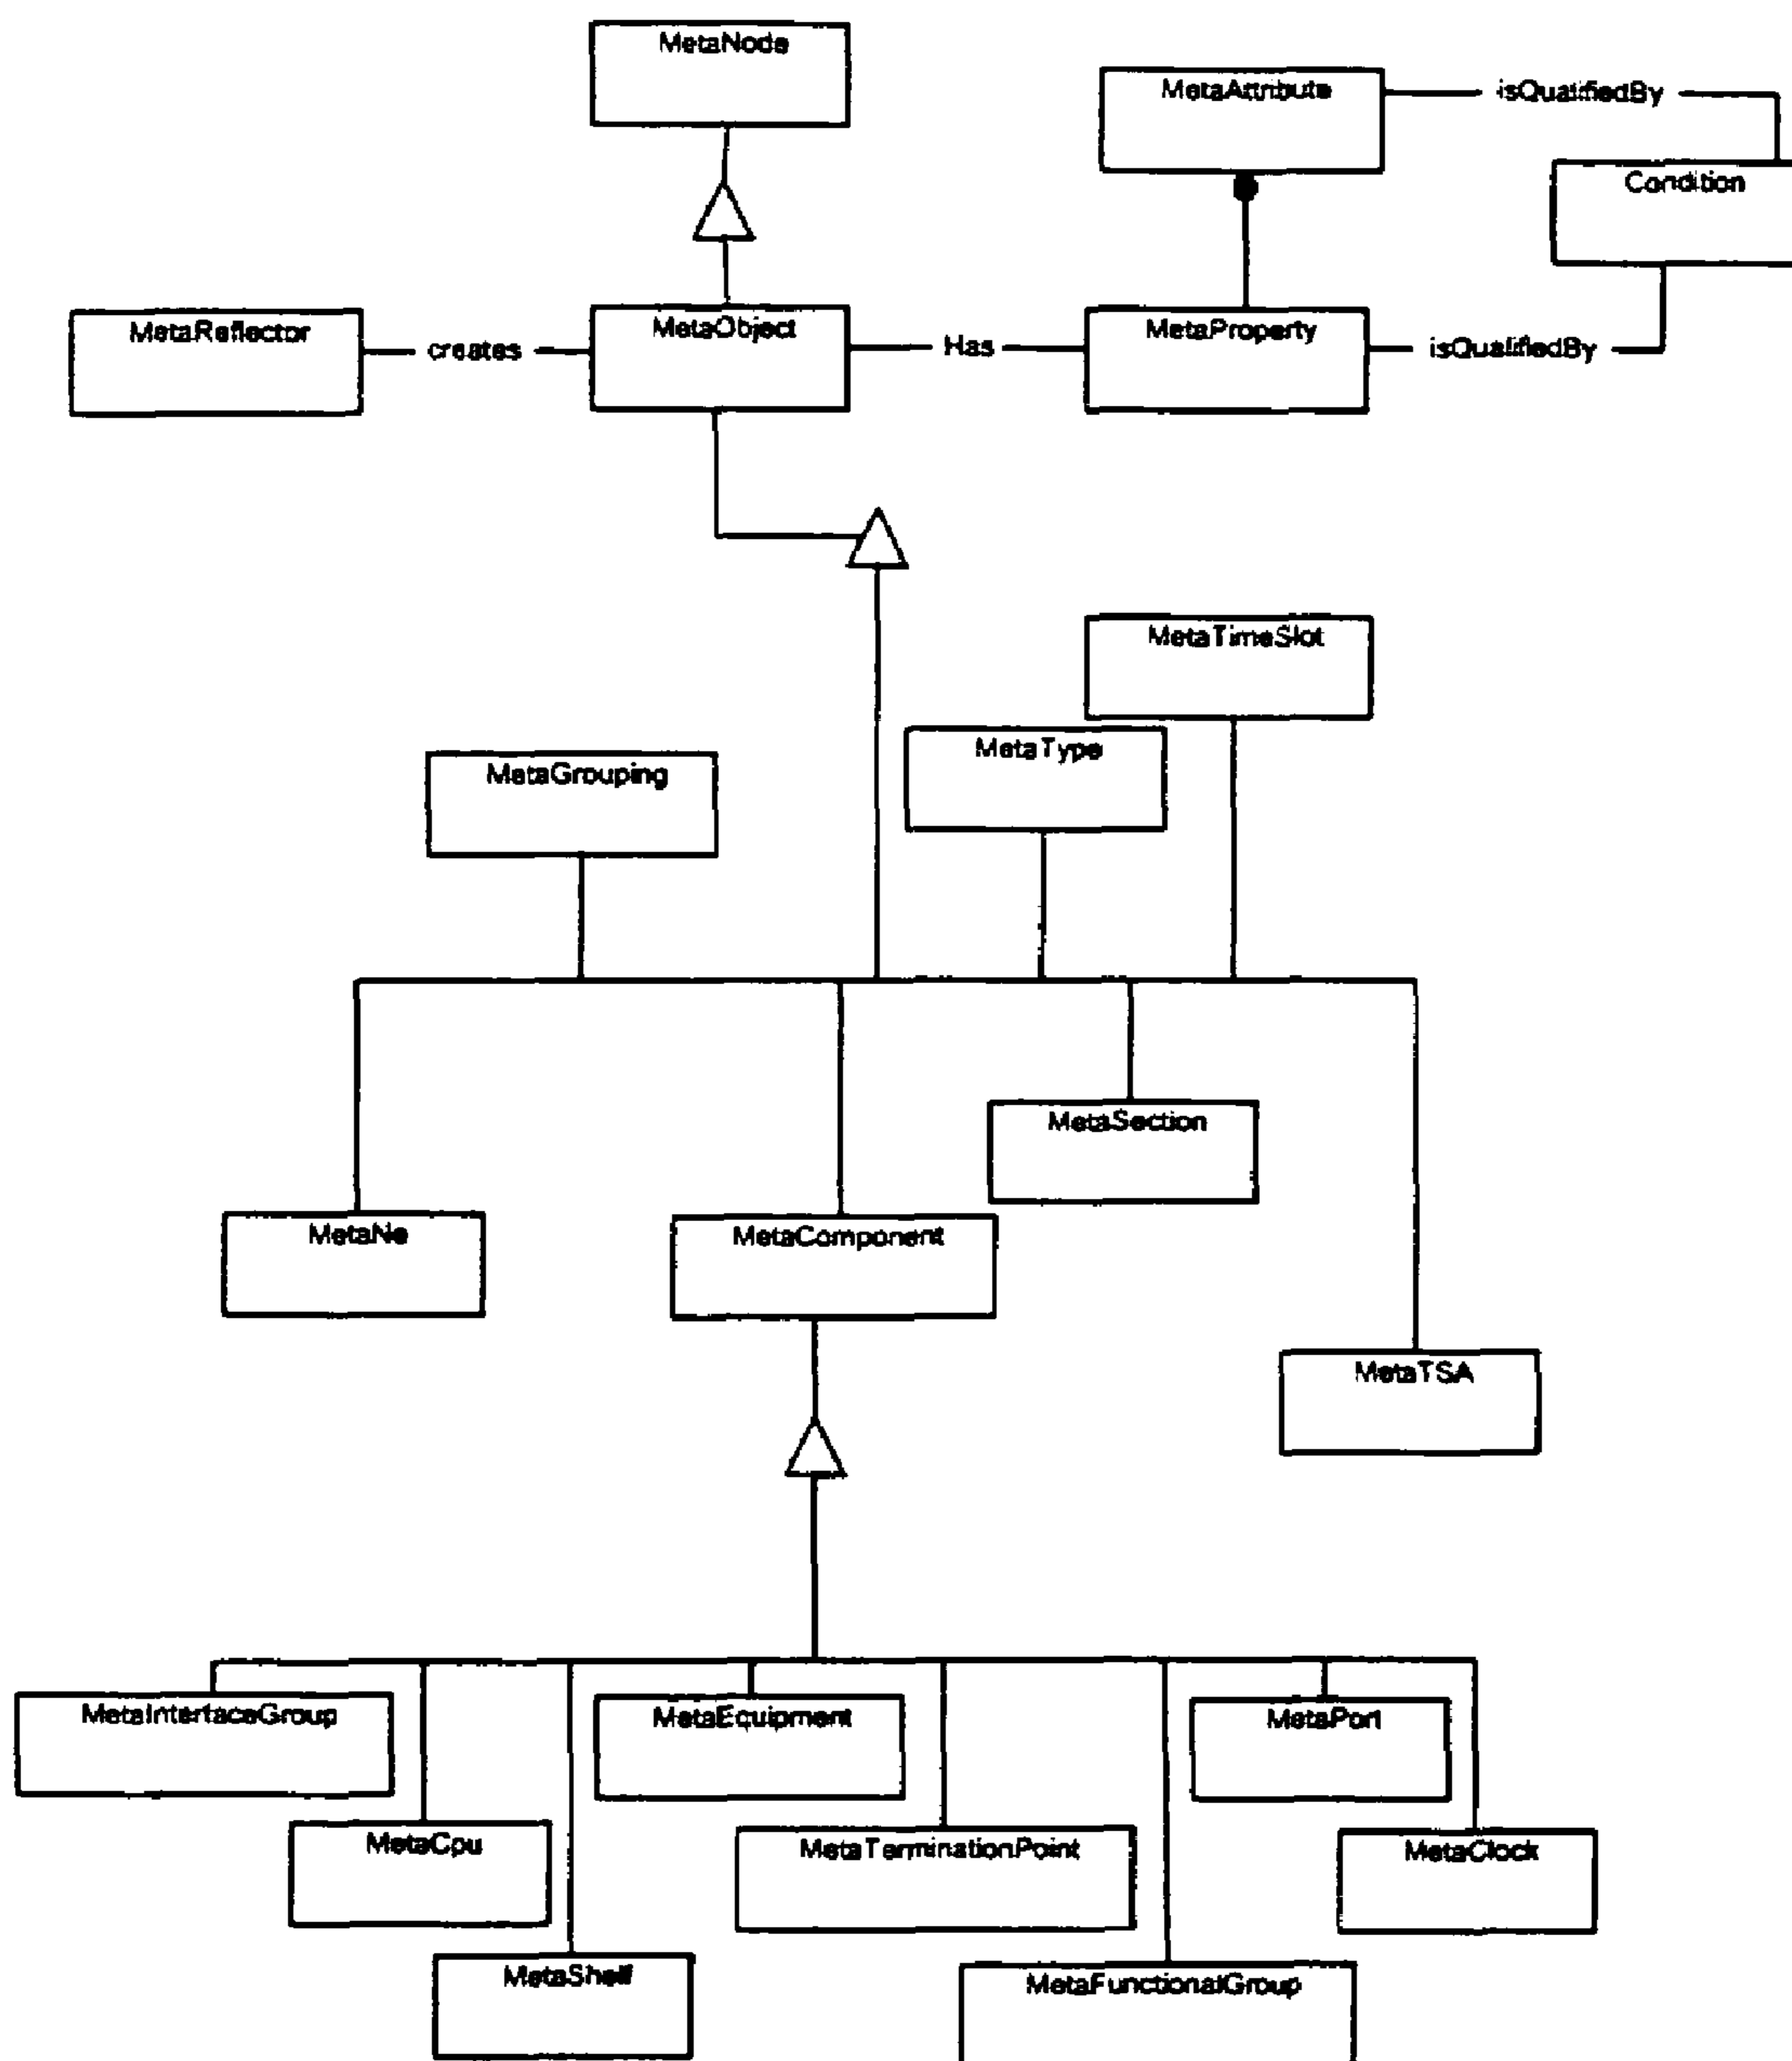 MetaNode
MetaAttribute
isQualifiedBy
Condition
MetaReflector
creates
MetaObject
Has
MetaProperty
isQualifiedBy
MetaTimeSlot
MetaType
MetaGrouping
MetaSection
MetaNe
MetaComponent
MetaTSA
MetaInterfaceGroup
MetaEquipment
MetaPort
MetaCpu
MetaTerminationPoint
MetaClock
MetaShelf
MetaFunctionalGroup